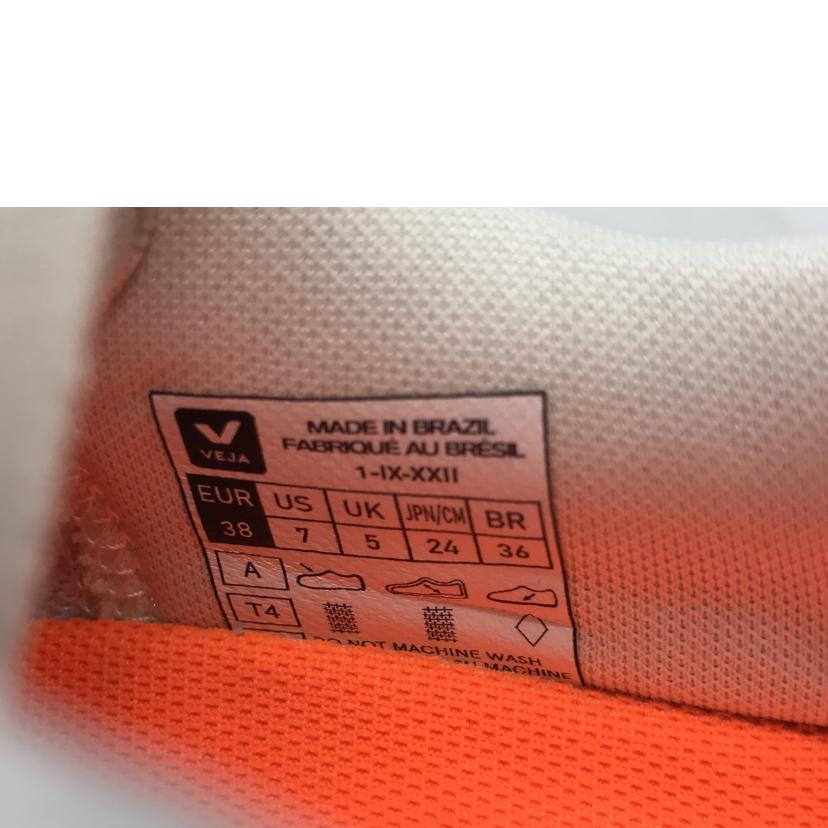 VEJA
MADE IN BRAZIL
FABRIQUÉ AU BRÉSIL
1-IX-XXII
EUR US UK JPN/CM BR
38 7 5 24 36
A
T4
DO NOT MACHINE WASH
MACHINE